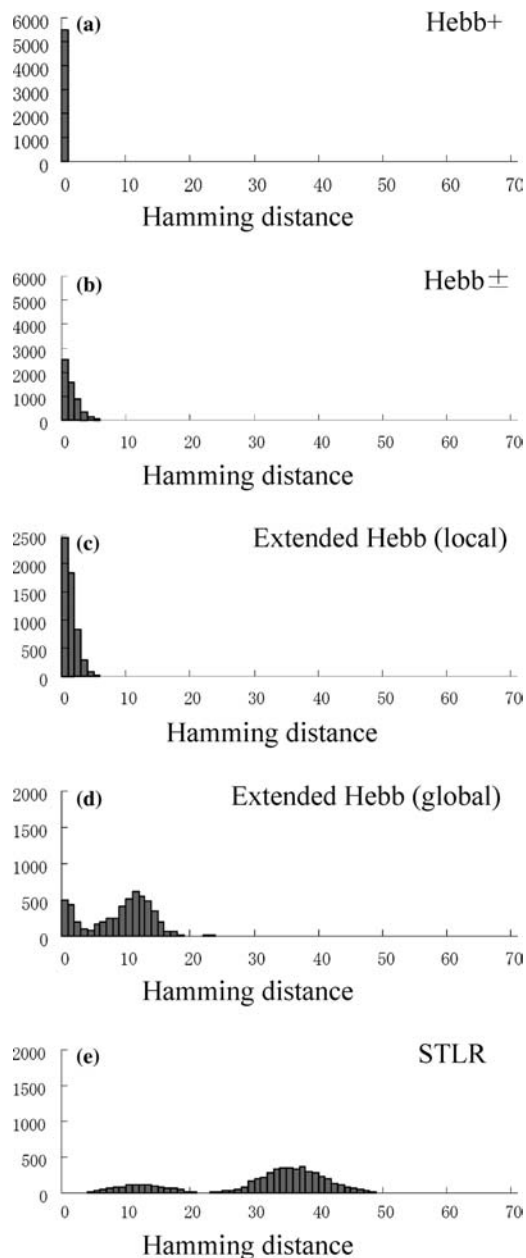 6000 (a) Hebb+
5000
4000
3000
2000
1000
0
0 10 20 30 40 50 60 70
Hamming distance
6000 (b) Hebb±
5000
4000
3000
2000
1000
0
0 10 20 30 40 50 60 70
Hamming distance
2500 (c) Extended Hebb (local)
2000
1500
1000
500
0
0 10 20 30 40 50 60 70
Hamming distance
2000 (d) Extended Hebb (global)
1500
1000
500
0
0 10 20 30 40 50 60 70
Hamming distance
2000 (e) STLR
1500
1000
500
0
0 10 20 30 40 50 60 70
Hamming distance